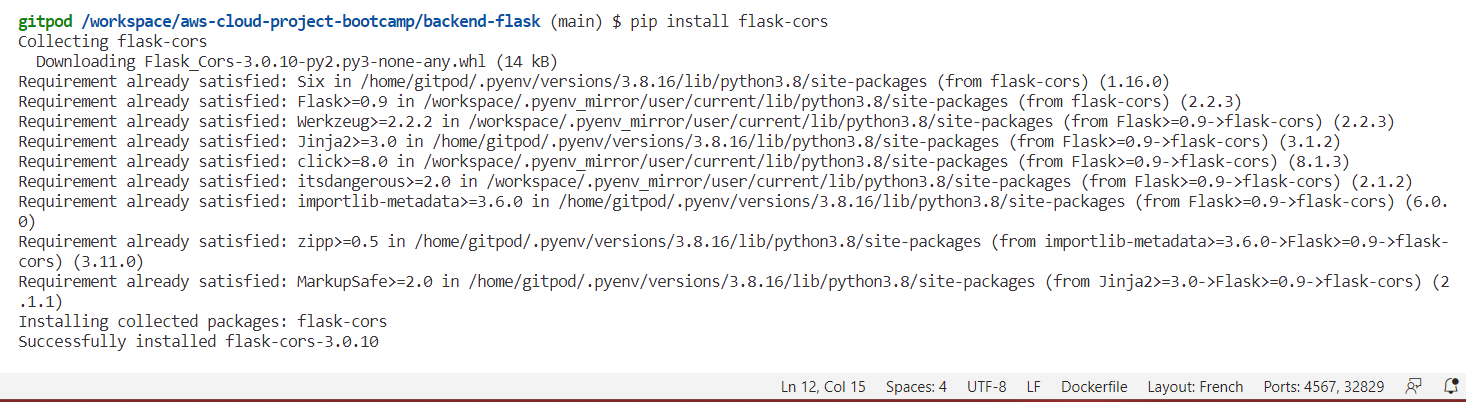 gitpod /workspace/aws-cloud-project-bootcamp/backend-flask (main) $ pip install flask-cors
Collecting flask-cors
  Downloading Flask_Cors-3.0.10-py2.py3-none-any.whl (14 kB)
Requirement already satisfied: Six in /home/gitpod/.pyenv/versions/3.8.16/lib/python3.8/site-packages (from flask-cors) (1.16.0)
Requirement already satisfied: Flask>=0.9 in /workspace/.pyenv_mirror/user/current/lib/python3.8/site-packages (from flask-cors) (2.2.3)
Requirement already satisfied: Werkzeug>=2.2.2 in /workspace/.pyenv_mirror/user/current/lib/python3.8/site-packages (from Flask>=0.9->flask-cors) (2.2.3)
Requirement already satisfied: Jinja2>=3.0 in /home/gitpod/.pyenv/versions/3.8.16/lib/python3.8/site-packages (from Flask>=0.9->flask-cors) (3.1.2)
Requirement already satisfied: click>=8.0 in /workspace/.pyenv_mirror/user/current/lib/python3.8/site-packages (from Flask>=0.9->flask-cors) (8.1.3)
Requirement already satisfied: itsdangerous>=2.0 in /workspace/.pyenv_mirror/user/current/lib/python3.8/site-packages (from Flask>=0.9->flask-cors) (2.1.2)
Requirement already satisfied: importlib-metadata>=3.6.0 in /home/gitpod/.pyenv/versions/3.8.16/lib/python3.8/site-packages (from Flask>=0.9->flask-cors) (6.0.
0)
Requirement already satisfied: zipp>=0.5 in /home/gitpod/.pyenv/versions/3.8.16/lib/python3.8/site-packages (from importlib-metadata>=3.6.0->Flask>=0.9->flask-
cors) (3.11.0)
Requirement already satisfied: MarkupSafe>=2.0 in /home/gitpod/.pyenv/versions/3.8.16/lib/python3.8/site-packages (from Jinja2>=3.0->Flask>=0.9->flask-cors) (2
.1.1)
Installing collected packages: flask-cors
Successfully installed flask-cors-3.0.10
Ln 12, Col 15 Spaces: 4 UTF-8 LF Dockerfile Layout: French Ports: 4567, 32829